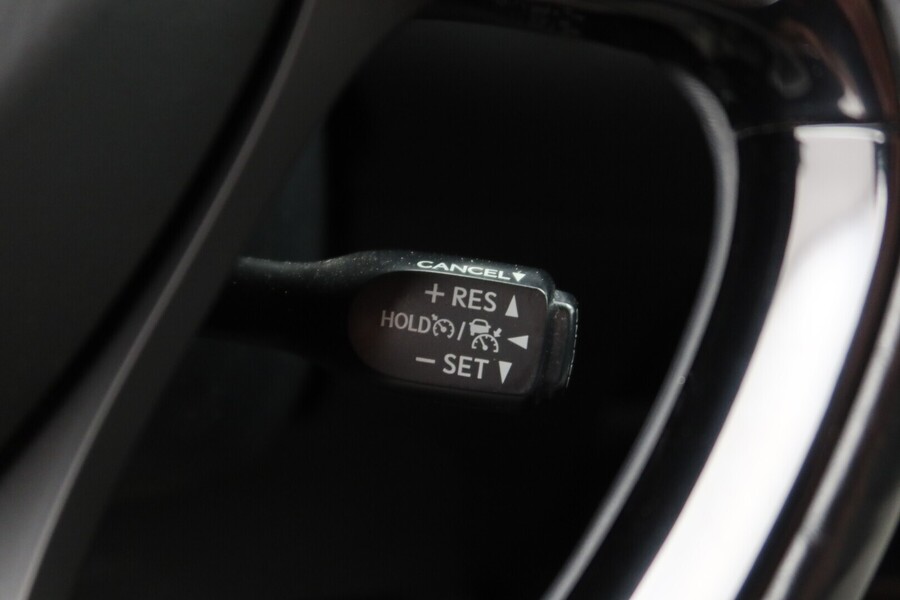 CANCEL▼
+ RES ▲
HOLD / ◀
− SET ▼